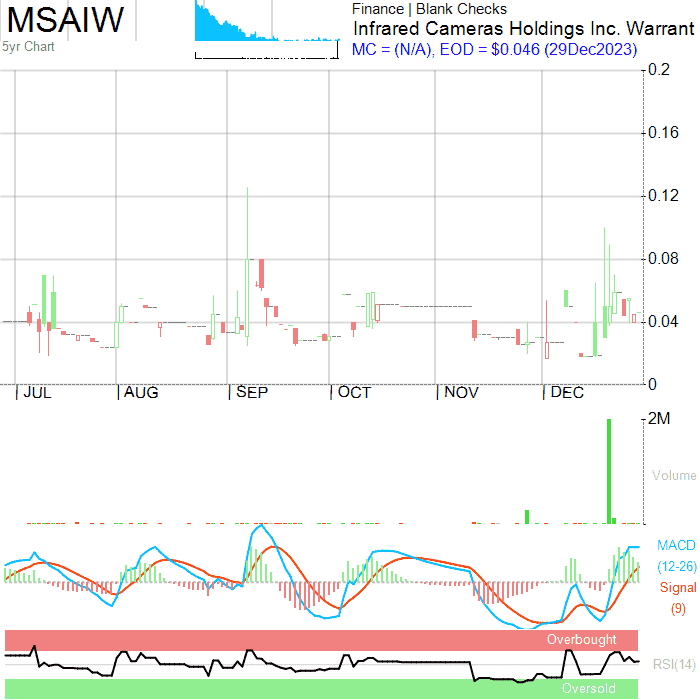 MSAIW
5yr Chart
Finance | Blank Checks
Infrared Cameras Holdings Inc. Warrant
MC = (N/A), EOD = $0.046 (29Dec2023)
0.2
0.16
0.12
0.08
0.04
0
JUL AUG SEP OCT NOV DEC
2M
Volume
MACD
(12-26)
Signal
(9)
Overbought
RSI(14)
Oversold